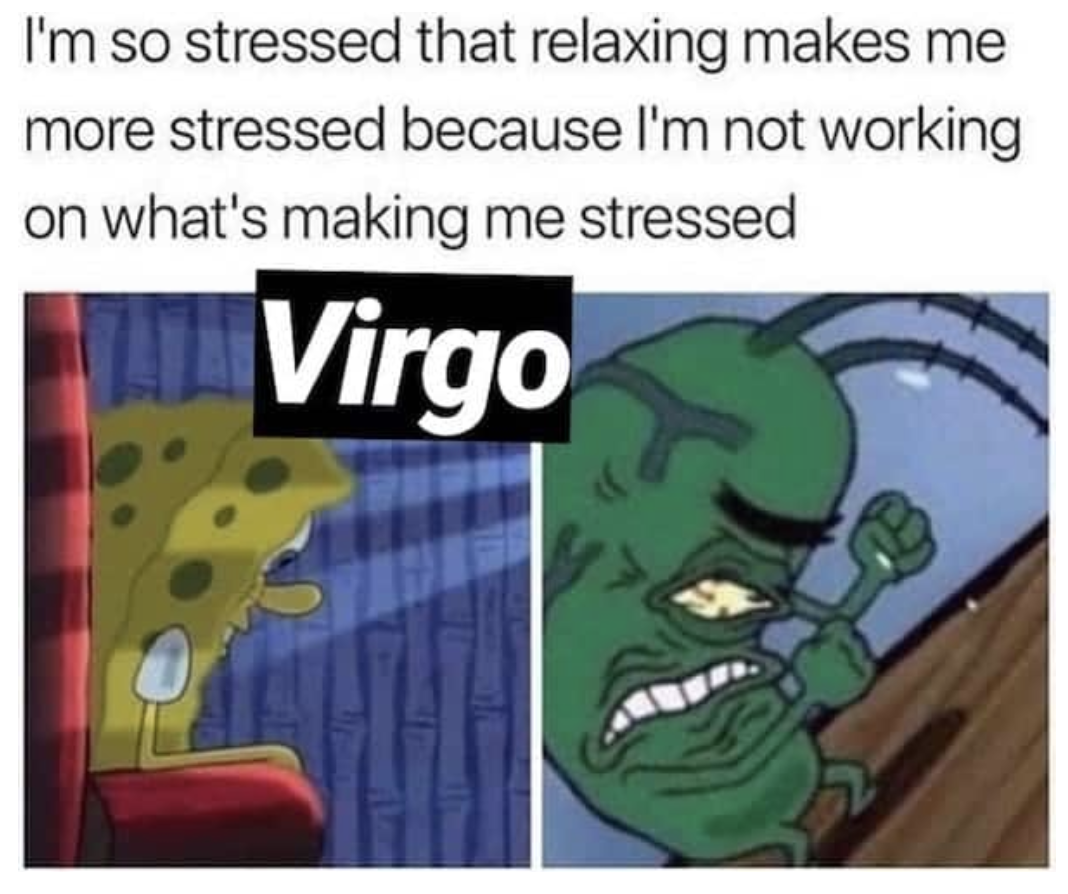 I'm so stressed that relaxing makes me
more stressed because I'm not working
on what's making me stressed
Virgo